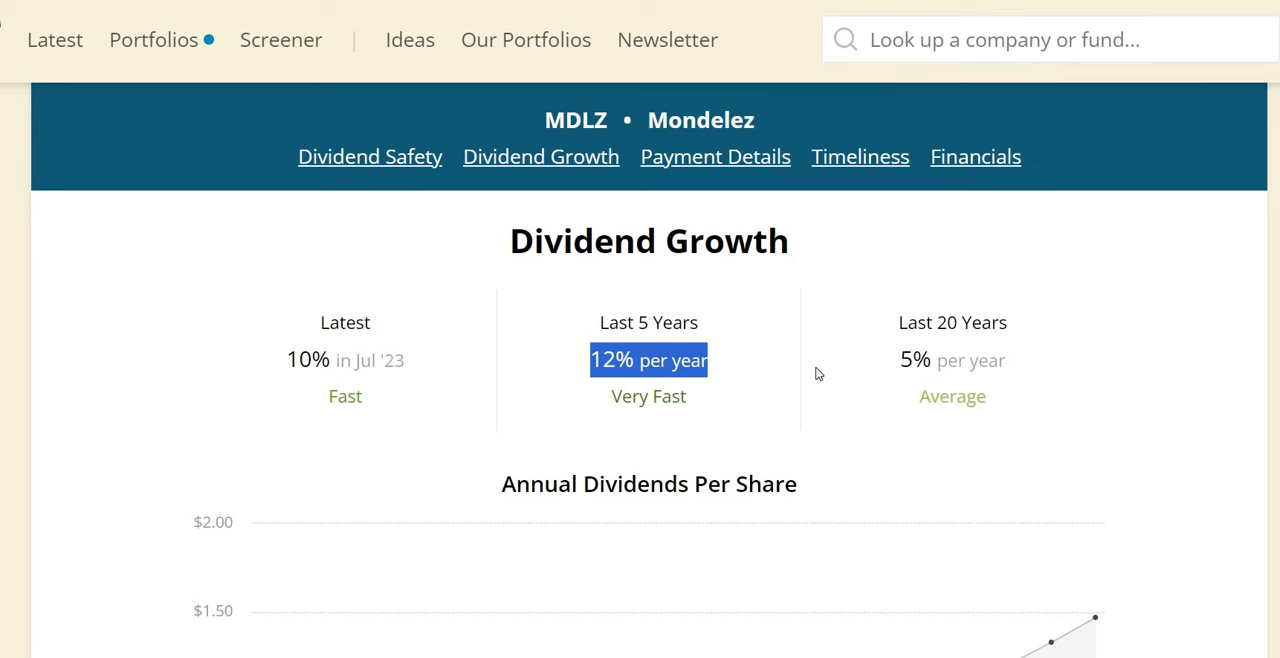 Latest Portfolios Screener | Ideas Our Portfolios Newsletter Look up a company or fund...
MDLZ • Mondelez
Dividend Safety Dividend Growth Payment Details Timeliness Financials
Dividend Growth
Latest Last 5 Years Last 20 Years
10% in Jul '23 12% per year 5% per year
Fast Very Fast Average
Annual Dividends Per Share
$2.00
$1.50